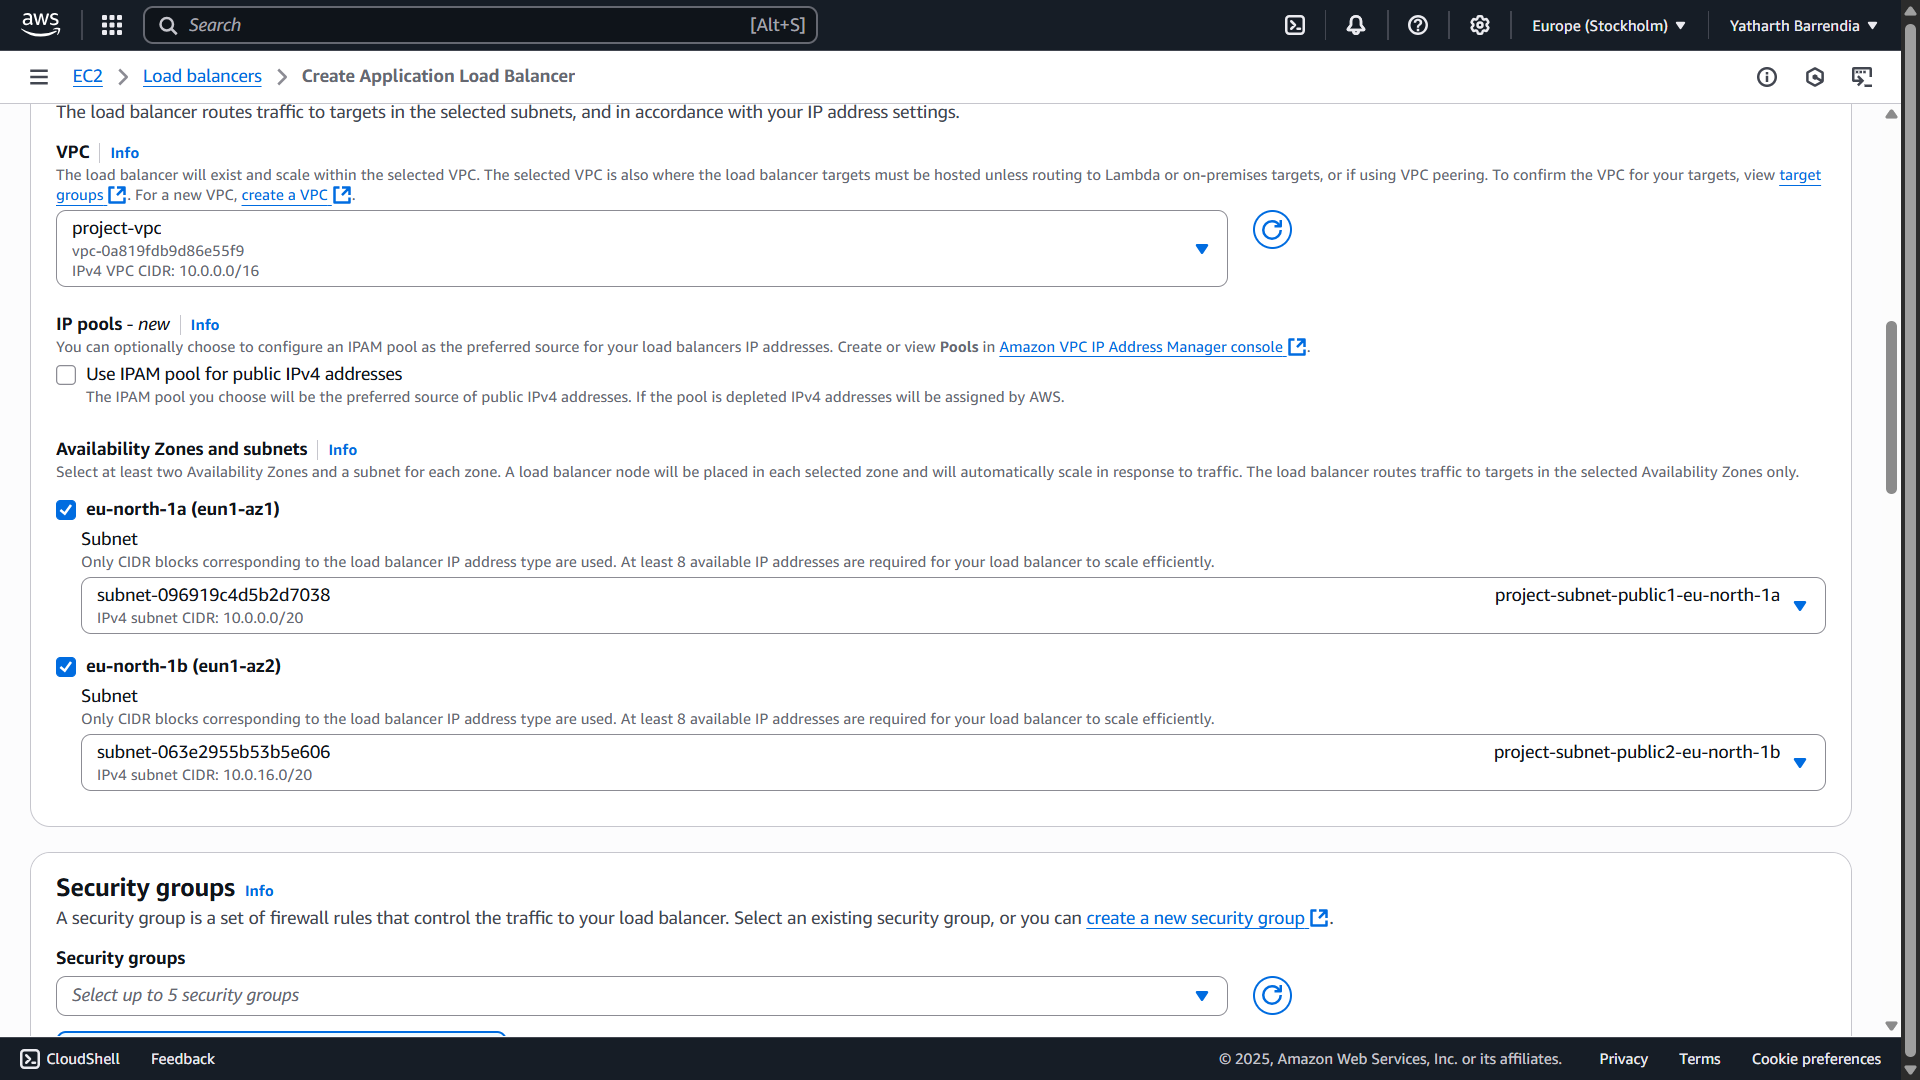 aws
Search
[Alt+S]
Europe (Stockholm)
Yatharth Barrendia
EC2
Load balancers
Create Application Load Balancer
The load balancer routes traffic to targets in the selected subnets, and in accordance with your IP address settings.
VPC Info
The load balancer will exist and scale within the selected VPC. The selected VPC is also where the load balancer targets must be hosted unless routing to Lambda or on-premises targets, or if using VPC peering. To confirm the VPC for your targets, view target
groups . For a new VPC, create a VPC .
project-vpc
vpc-0a819fdb9d86e55f9
IPv4 VPC CIDR: 10.0.0.0/16
IP pools - new Info
You can optionally choose to configure an IPAM pool as the preferred source for your load balancers IP addresses. Create or view Pools in Amazon VPC IP Address Manager console .
Use IPAM pool for public IPv4 addresses
The IPAM pool you choose will be the preferred source of public IPv4 addresses. If the pool is depleted IPv4 addresses will be assigned by AWS.
Availability Zones and subnets Info
Select at least two Availability Zones and a subnet for each zone. A load balancer node will be placed in each selected zone and will automatically scale in response to traffic. The load balancer routes traffic to targets in the selected Availability Zones only.
eu-north-1a (eun1-az1)
Subnet
Only CIDR blocks corresponding to the load balancer IP address type are used. At least 8 available IP addresses are required for your load balancer to scale efficiently.
subnet-096919c4d5b2d7038 project-subnet-public1-eu-north-1a
IPv4 subnet CIDR: 10.0.0.0/20
eu-north-1b (eun1-az2)
Subnet
Only CIDR blocks corresponding to the load balancer IP address type are used. At least 8 available IP addresses are required for your load balancer to scale efficiently.
subnet-063e2955b53b5e606 project-subnet-public2-eu-north-1b
IPv4 subnet CIDR: 10.0.16.0/20
Security groups Info
A security group is a set of firewall rules that control the traffic to your load balancer. Select an existing security group, or you can create a new security group .
Security groups
Select up to 5 security groups
CloudShell
Feedback
© 2025, Amazon Web Services, Inc. or its affiliates.
Privacy
Terms
Cookie preferences